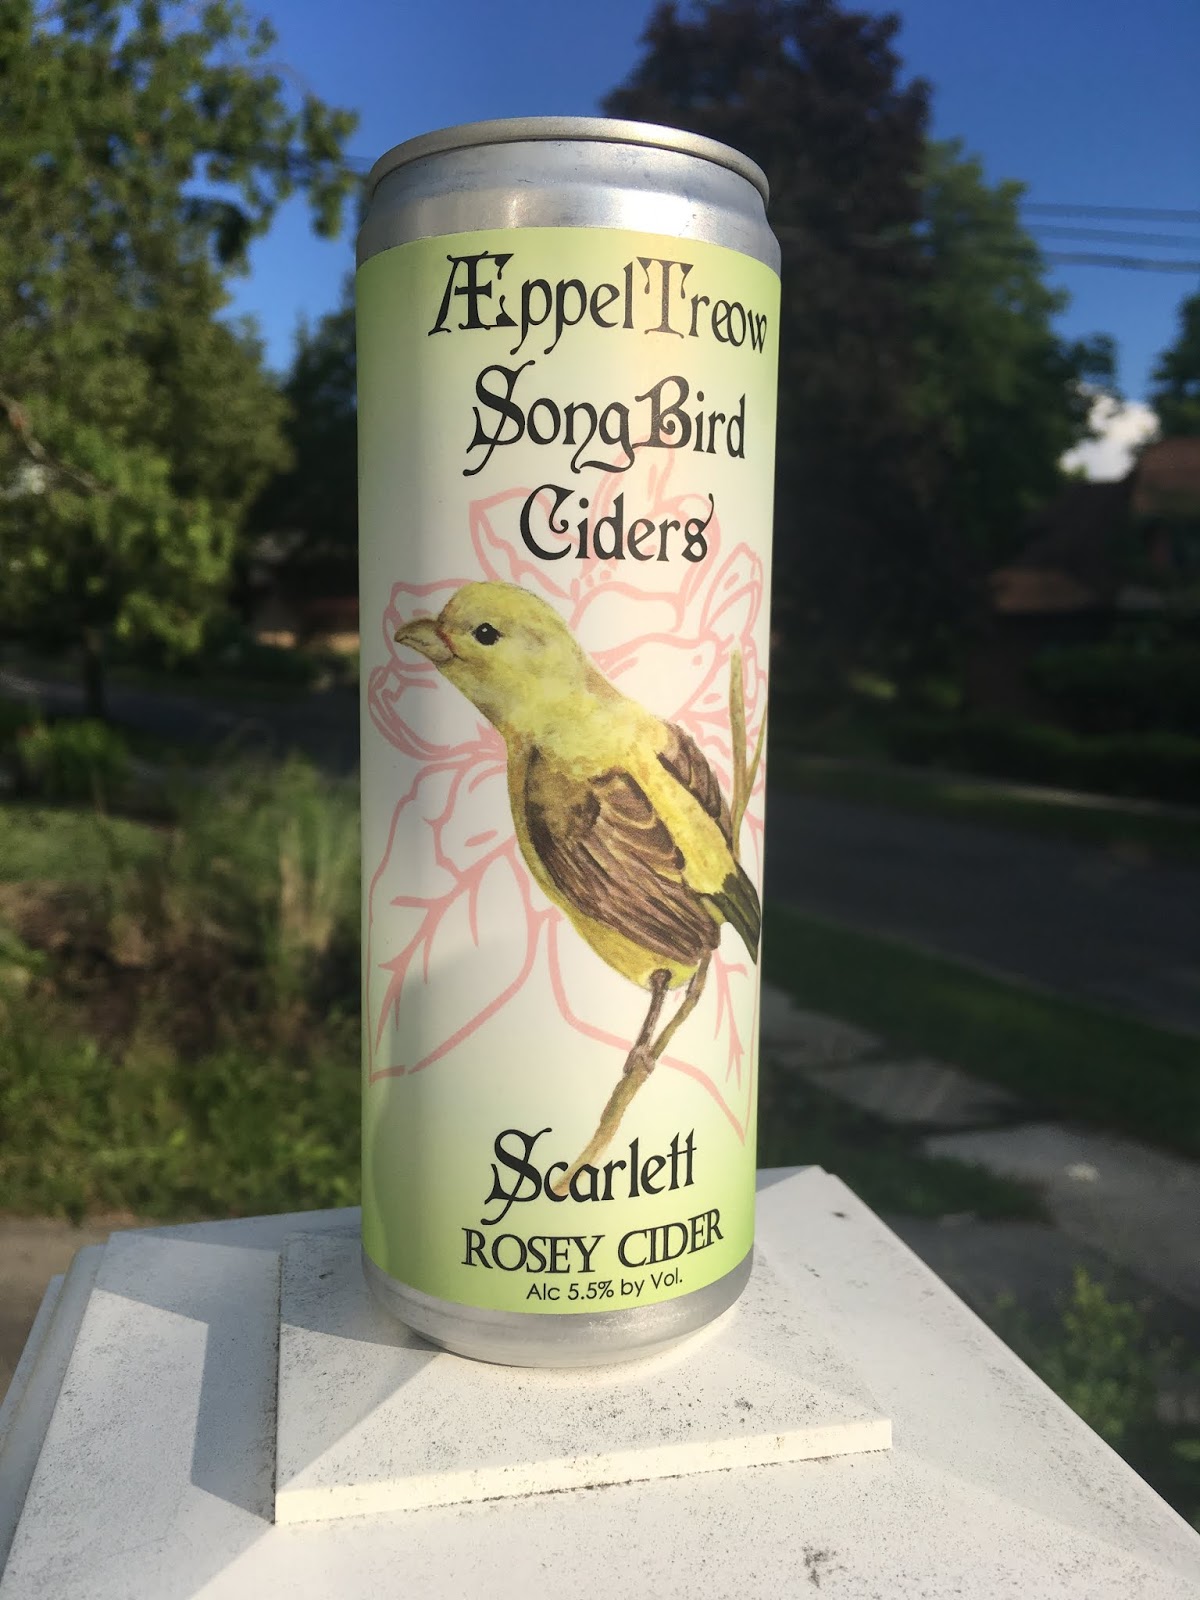 ÆppelTreow
SongBird
Ciders
Scarlett
ROSEY CIDER
Alc 5.5% by Vol.